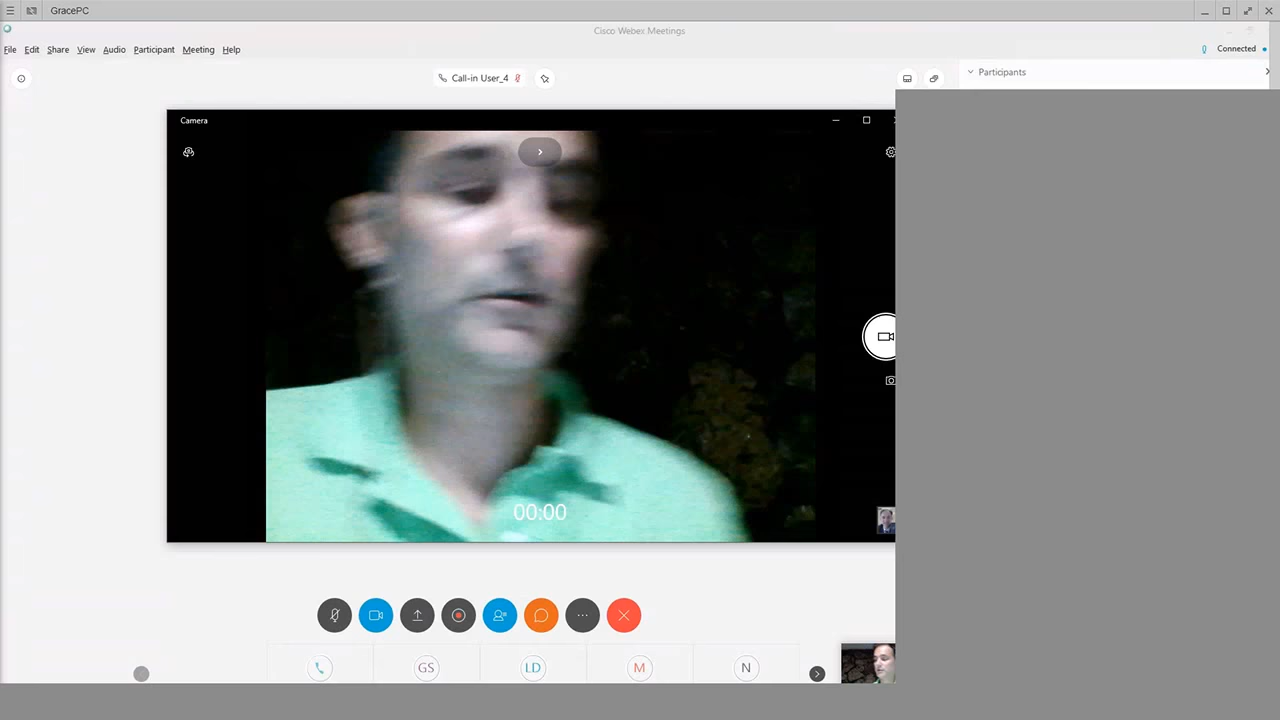 GracePC
Cisco Webex Meetings
File Edit Share View Audio Participant Meeting Help
Connected
Call-in User_4
Participants
Camera
00:00
GS
LD
M
N